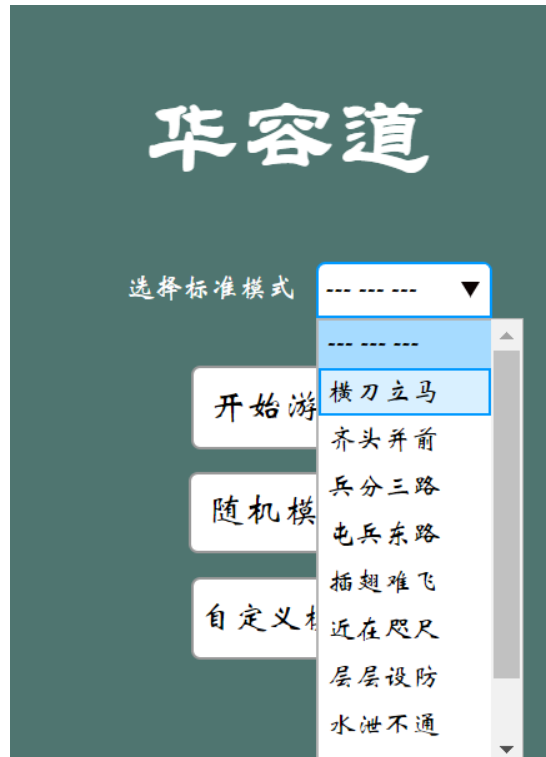 华容道
选择标准模式 --- --- --- ▼
--- --- ---
横刀立马
开始游
齐头并前
兵分三路
随机模
屯兵东路
插翅难飞
自定义
近在咫尺
层层设防
水泄不通